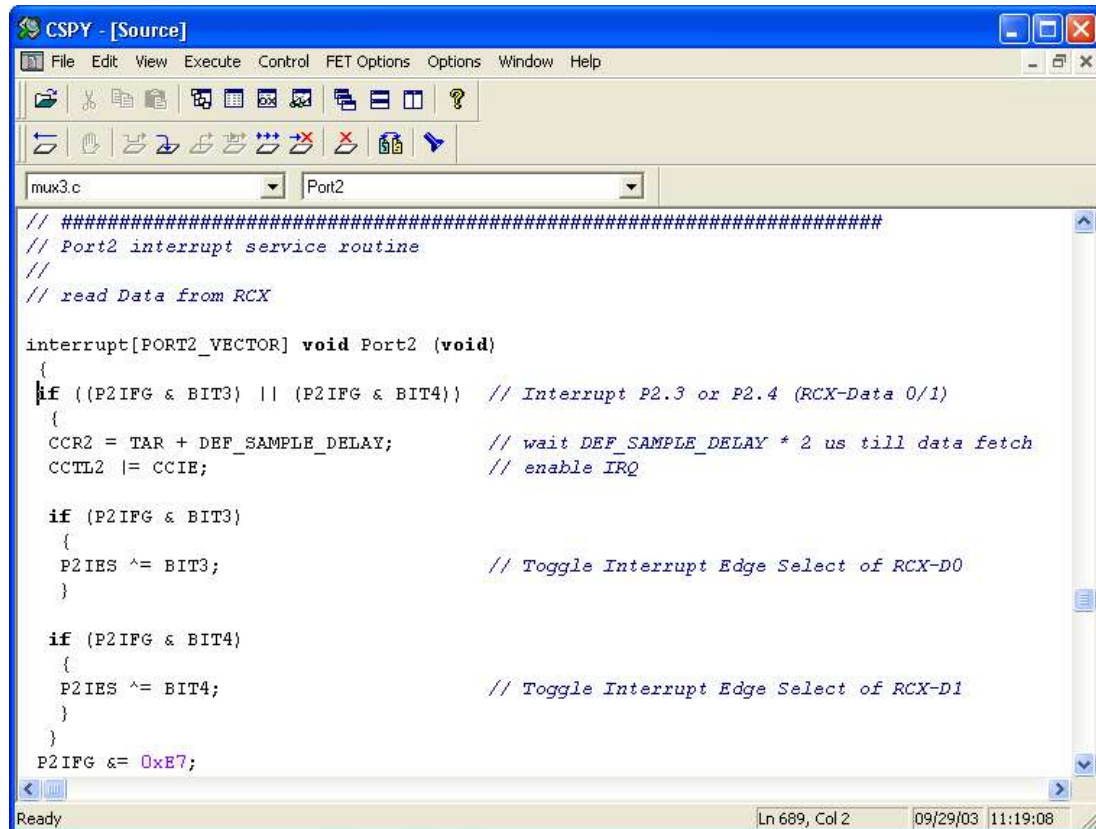 CSPY - [Source]
File Edit View Execute Control FET Options Options Window Help
mux3.c Port2
// ######################################################################
// Port2 interrupt service routine
//
// read Data from RCX
interrupt[PORT2_VECTOR] void Port2 (void)
{
if ((P2IFG & BIT3) || (P2IFG & BIT4)) // Interrupt P2.3 or P2.4 (RCX-Data 0/1)
{
CCR2 = TAR + DEF_SAMPLE_DELAY; // wait DEF_SAMPLE_DELAY * 2 us till data fetch
CCTL2 |= CCIE; // enable IRQ
if (P2IFG & BIT3)
{
P2IES ^= BIT3; // Toggle Interrupt Edge Select of RCX-D0
}
if (P2IFG & BIT4)
{
P2IES ^= BIT4; // Toggle Interrupt Edge Select of RCX-D1
}
}
P2IFG &= 0xE7;
Ready Ln 689, Col 2 09/29/03 11:19:08